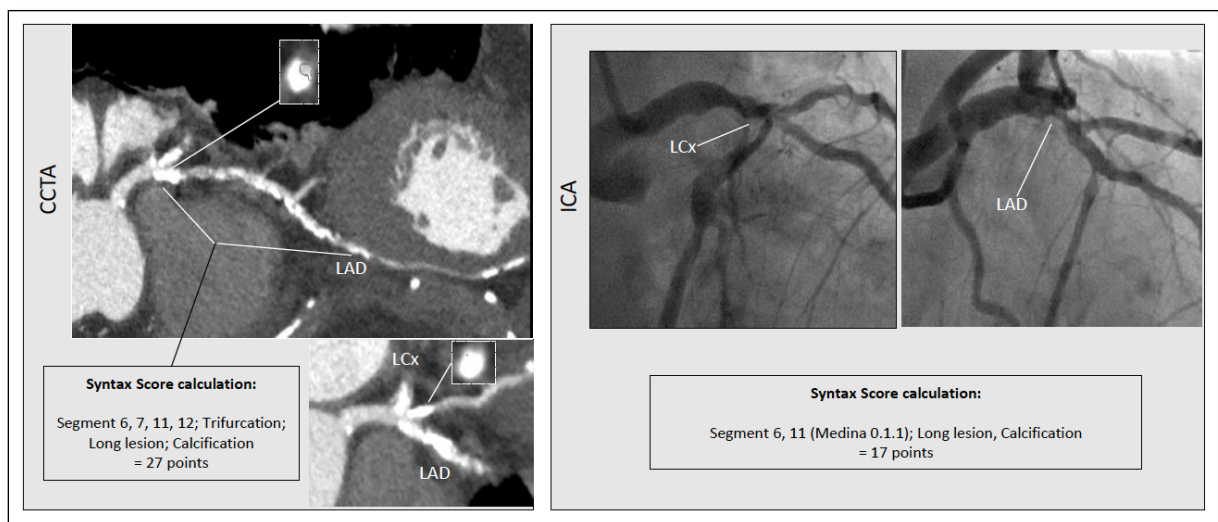 CCTA
LAD
Syntax Score calculation:
Segment 6, 7, 11, 12; Trifurcation;
Long lesion; Calcification
= 27 points
LCx
LAD
ICA
LCx
LAD
Syntax Score calculation:
Segment 6, 11 (Medina 0.1.1); Long lesion, Calcification
= 17 points